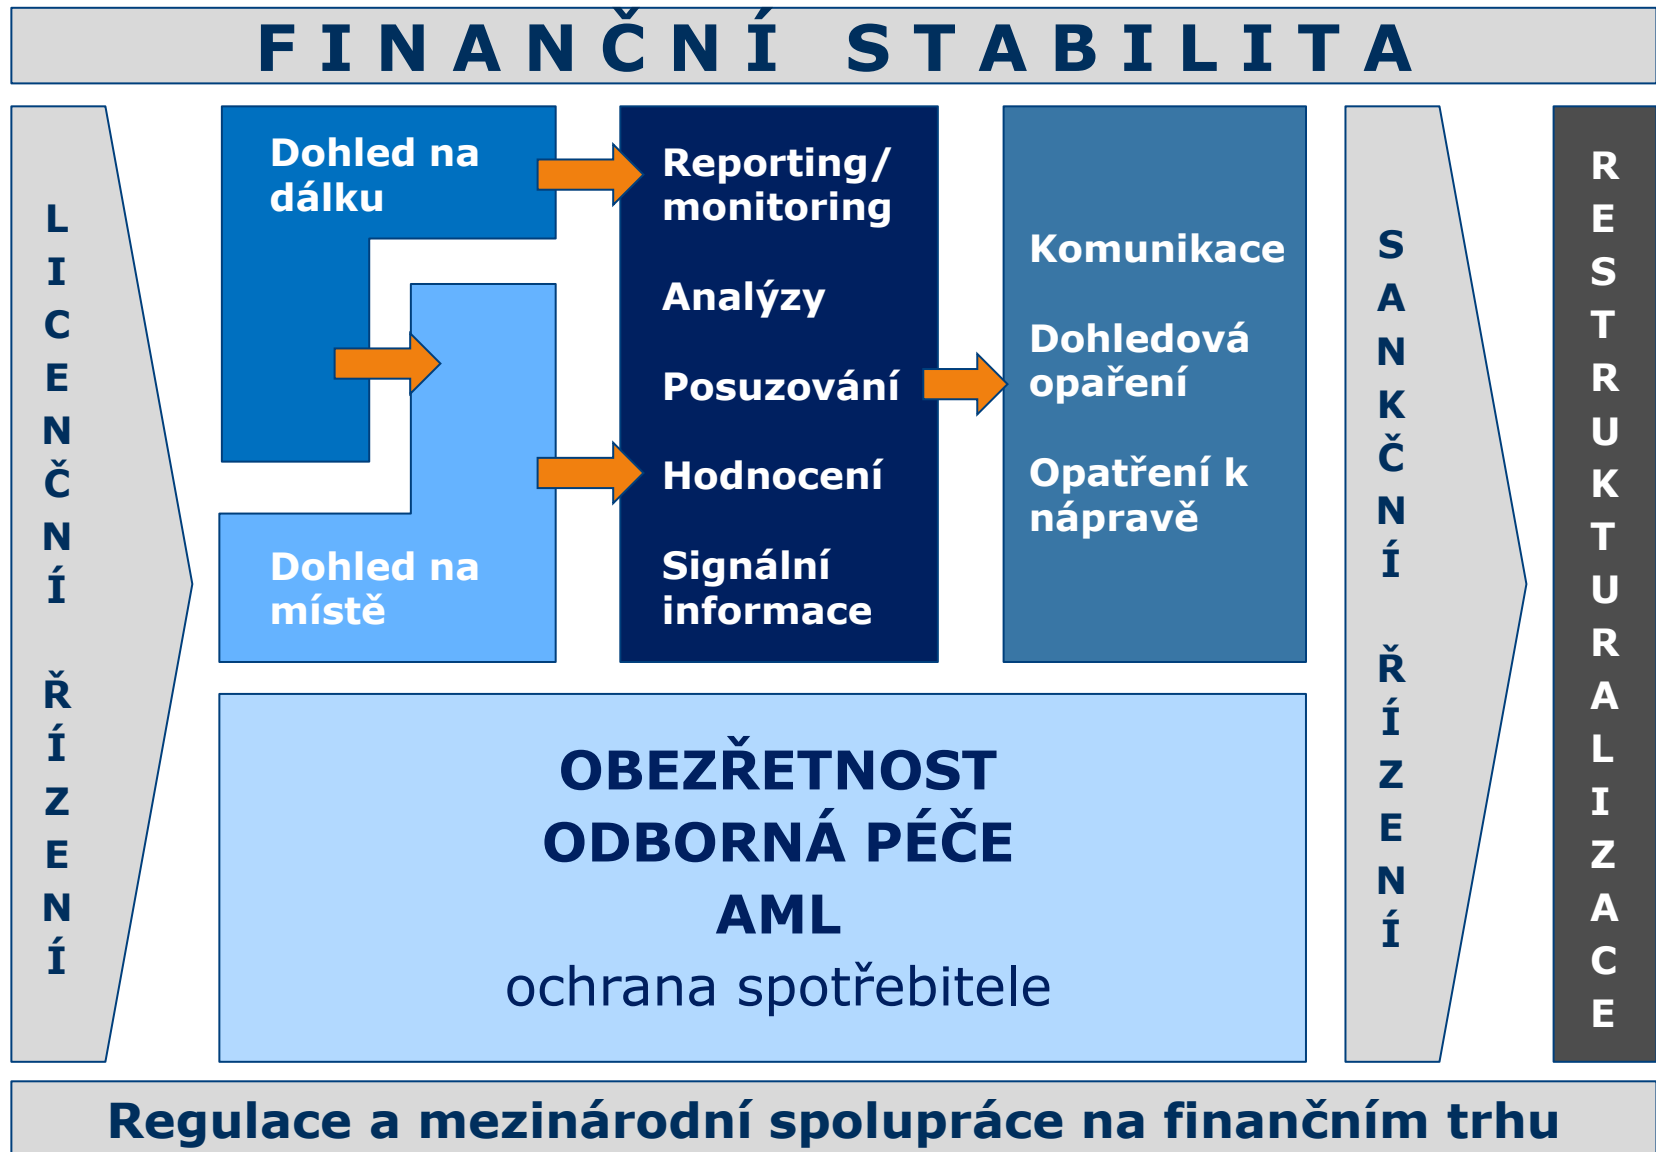 FINANČNÍ STABILITA
LICENČNÍ ŘÍZENÍ
Dohled na
dálku
Dohled na
místě
Reporting/
monitoring
Analýzy
Posuzování
Hodnocení
Signální
informace
Komunikace
Dohledová
opaření
Opatření k
nápravě
SANKČNÍ ŘÍZENÍ
RESTRUKTURALIZACE
OBEZŘETNOST
ODBORNÁ PÉČE
AML
ochrana spotřebitele
Regulace a mezinárodní spolupráce na finančním trhu